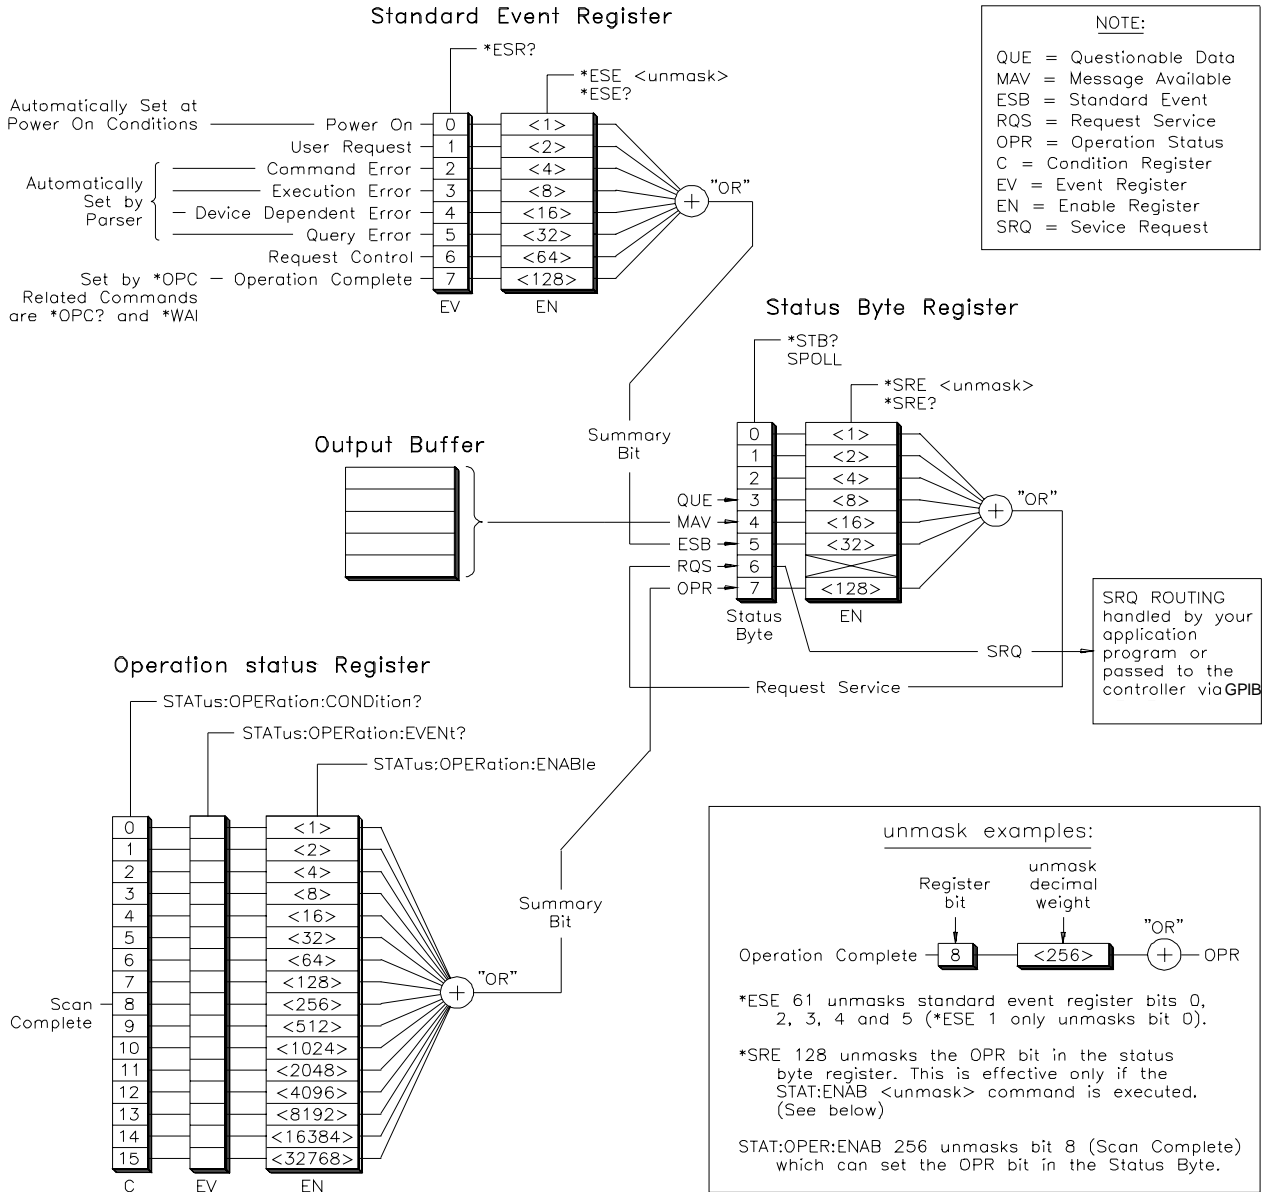 Standard Event Register
*ESR?
*ESE <unmask>
*ESE?
Automatically Set at
Power On Conditions
Power On
0
<1>
User Request
1
<2>
Command Error
2
<4>
Automatically
Set by
Parser
Execution Error
3
<8>
Device Dependent Error
4
<16>
Query Error
5
<32>
Request Control
6
<64>
Set by *OPC
Related Commands
are *OPC? and *WAI
Operation Complete
7
<128>
EV
EN
"OR"
NOTE:
QUE = Questionable Data
MAV = Message Available
ESB = Standard Event
RQS = Request Service
OPR = Operation Status
C = Condition Register
EV = Event Register
EN = Enable Register
SRQ = Sevice Request
Status Byte Register
*STB?
SPOLL
*SRE <unmask>
*SRE?
Summary
Bit
Output Buffer
0
<1>
1
<2>
2
<4>
QUE
3
<8>
MAV
4
<16>
ESB
5
<32>
RQS
6
OPR
7
<128>
Status
Byte
EN
"OR"
SRQ
Request Service
SRQ ROUTING
handled by your
application
program or
passed to the
controller via GPIB
Operation status Register
STATus:OPERation:CONDition?
STATus:OPERation:EVENt?
STATus:OPERation:ENABle
0
<1>
1
<2>
2
<4>
3
<8>
4
<16>
5
<32>
6
<64>
7
<128>
Scan
Complete
8
<256>
9
<512>
10
<1024>
11
<2048>
12
<4096>
13
<8192>
14
<16384>
15
<32768>
C
EV
EN
"OR"
Summary
Bit
unmask examples:
Register
bit
unmask
decimal
weight
Operation Complete
8
<256>
"OR"
OPR
*ESE 61 unmasks standard event register bits 0,
2, 3, 4 and 5 (*ESE 1 only unmasks bit 0).
*SRE 128 unmasks the OPR bit in the status
byte register. This is effective only if the
STAT:ENAB <unmask> command is executed.
(See below)
STAT:OPER:ENAB 256 unmasks bit 8 (Scan Complete)
which can set the OPR bit in the Status Byte.